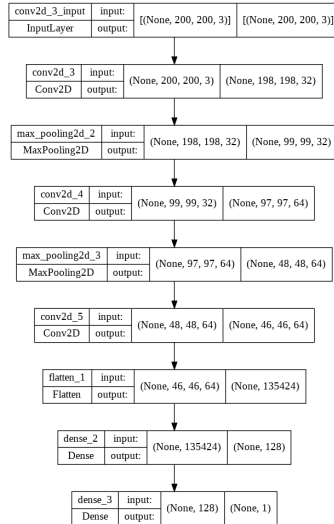 conv2d_3_input input: [(None, 200, 200, 3)] [(None, 200, 200, 3)]
InputLayer output:
conv2d_3 input: (None, 200, 200, 3) (None, 198, 198, 32)
Conv2D output:
max_pooling2d_2 input: (None, 198, 198, 32) (None, 99, 99, 32)
MaxPooling2D output:
conv2d_4 input: (None, 99, 99, 32) (None, 97, 97, 64)
Conv2D output:
max_pooling2d_3 input: (None, 97, 97, 64) (None, 48, 48, 64)
MaxPooling2D output:
conv2d_5 input: (None, 48, 48, 64) (None, 46, 46, 64)
Conv2D output:
flatten_1 input: (None, 46, 46, 64) (None, 135424)
Flatten output:
dense_2 input: (None, 135424) (None, 128)
Dense output:
dense_3 input: (None, 128) (None, 1)
Dense output: